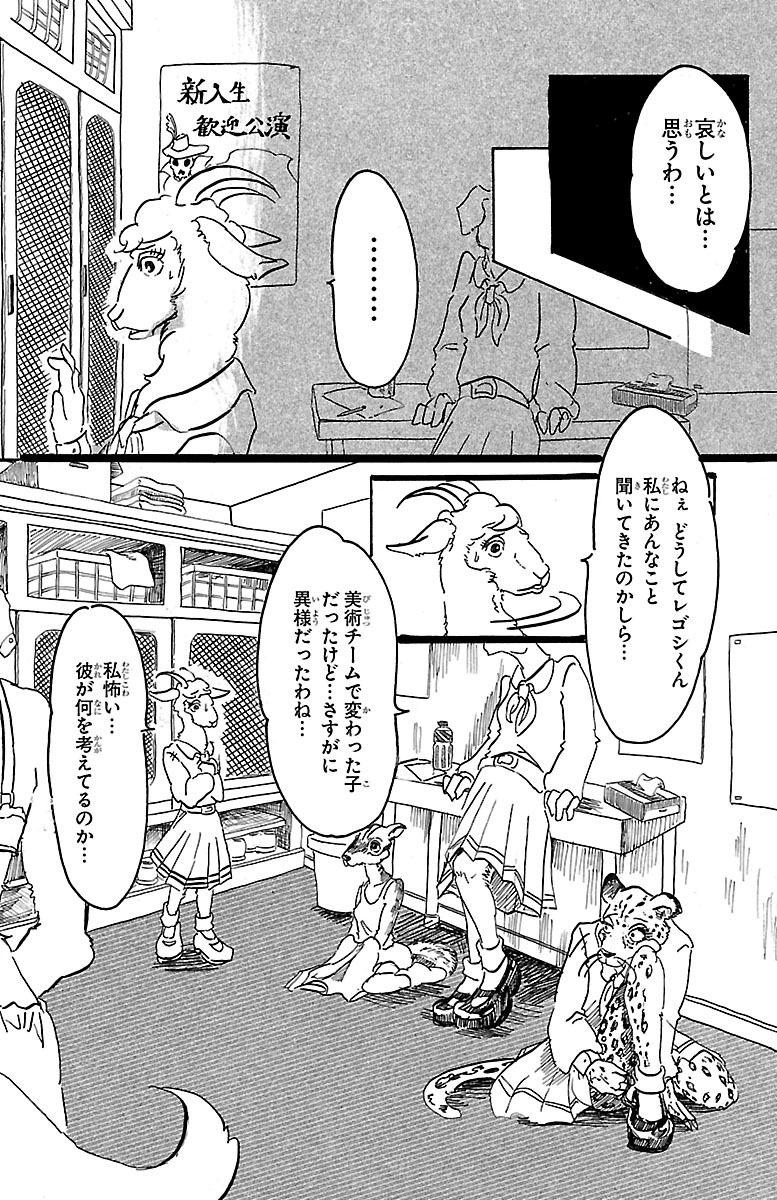 哀しいとは…
思うわ…
新入生
歓迎公演
………
ねぇ どうしてレゴシくん
私にあんなこと
聞いてきたのかしら…
美術チームで変わった子
だったけど…さすがに
異様だったわね…
私怖い…
彼が何を考えてるのか…